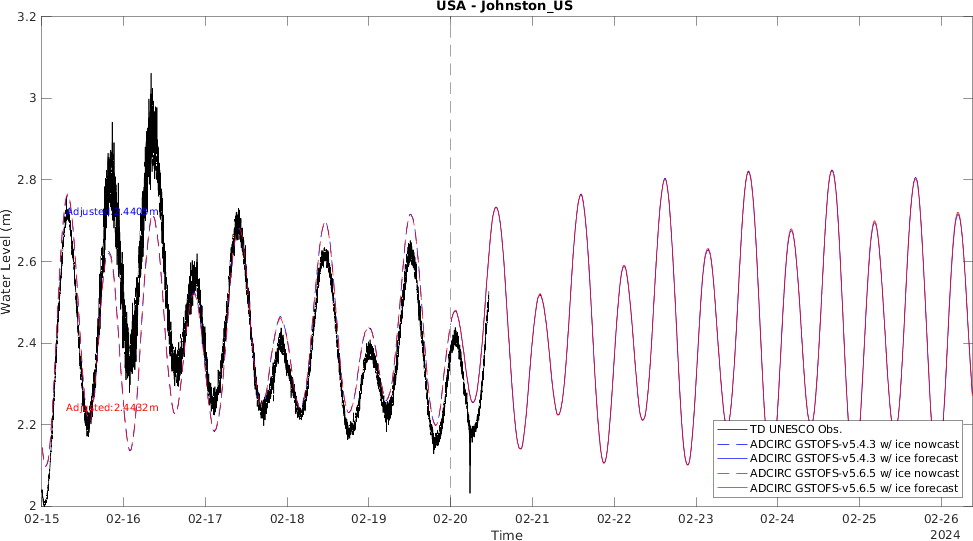 USA - Johnston_US
3.2
3
2.8
2.6
2.4
2.2
2
Water Level (m)
Adjusted:2.4407m
Adjusted:2.4432m
TD UNESCO Obs.
ADCIRC GSTOFS-v5.4.3 w/ ice nowcast
ADCIRC GSTOFS-v5.4.3 w/ ice forecast
ADCIRC GSTOFS-v5.6.5 w/ ice nowcast
ADCIRC GSTOFS-v5.6.5 w/ ice forecast
02-15 02-16 02-17 02-18 02-19 02-20 02-21 02-22 02-23 02-24 02-25 02-26
Time
2024